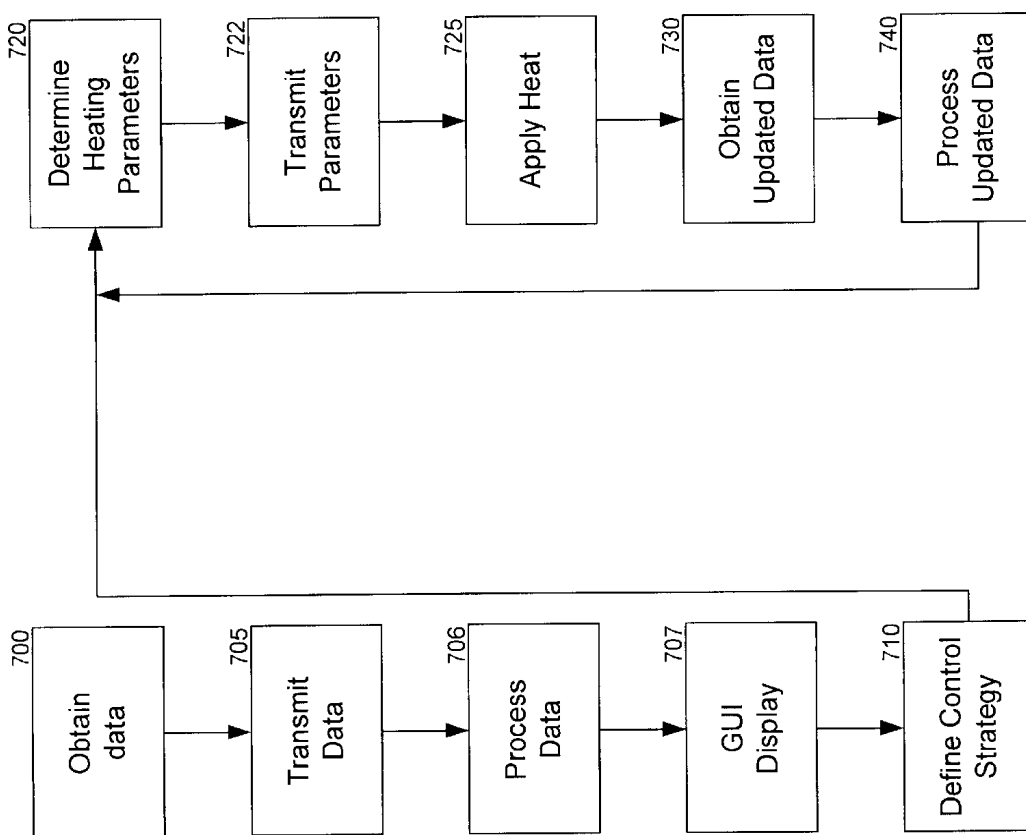 700
Obtain
data
705
Transmit
Data
706
Process
Data
707
GUI
Display
710
Define Control
Strategy
720
Determine
Heating
Parameters
722
Transmit
Parameters
725
Apply Heat
730
Obtain
Updated Data
740
Process
Updated Data